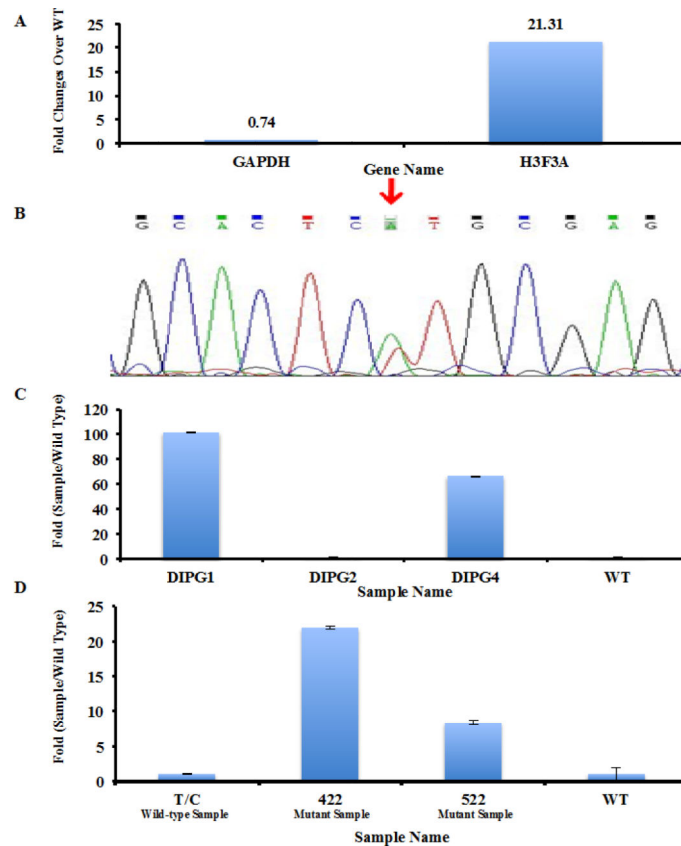 A
Fold Changes Over WT
25
20
15
10
5
0
0.74
21.31
GAPDH
H3F3A
Gene Name
B
G C A C T C A T G C G A G
C
Fold (Sample/Wild Type)
120
100
80
60
40
20
0
DIPG1 DIPG2 DIPG4 WT
Sample Name
D
Fold (Sample/Wild Type)
25
20
15
10
5
0
T/C 422 522 WT
Wild-type Sample Mutant Sample Mutant Sample
Sample Name